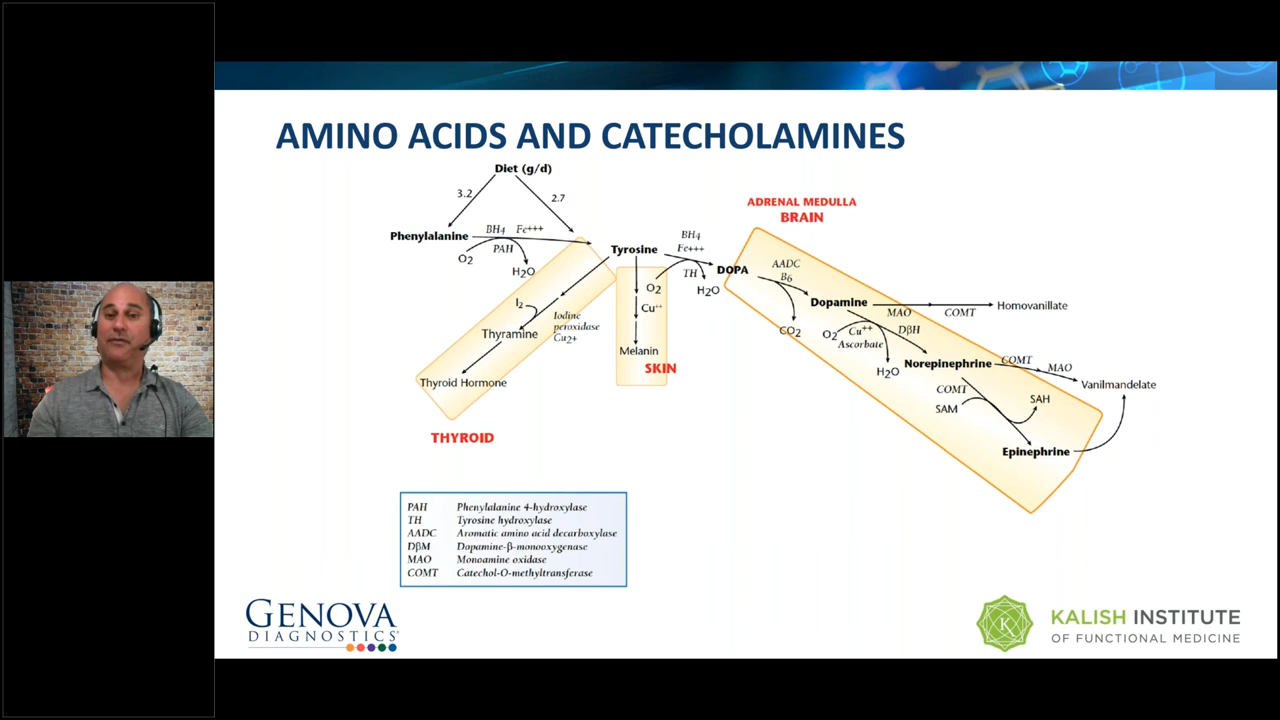 AMINO ACIDS AND CATECHOLAMINES
Diet (g/d)
3.2
2.7
ADRENAL MEDULLA
BRAIN
Phenylalanine
BH4 Fe+++
O2
PAH
H2O
Tyrosine
BH4
Fe+++
TH
O2
H2O
DOPA
AADC
B6
CO2
Dopamine
MAO
COMT
Homovanillate
I2
Iodine
peroxidase
Cu2+
Thyramine
Thyroid Hormone
THYROID
Cu++
Melanin
SKIN
O2
Cu++
Ascorbate
DβH
H2O
Norepinephrine
COMT
MAO
Vanilmandelate
COMT
SAM
SAH
Epinephrine
PAH Phenylalanine 4-hydroxylase
TH Tyrosine hydroxylase
AADC Aromatic amino acid decarboxylase
DβM Dopamine-β-monooxygenase
MAO Monoamine oxidase
COMT Catechol-O-methyltransferase
GENOVA
DIAGNOSTICS
K
KALISH INSTITUTE
OF FUNCTIONAL MEDICINE